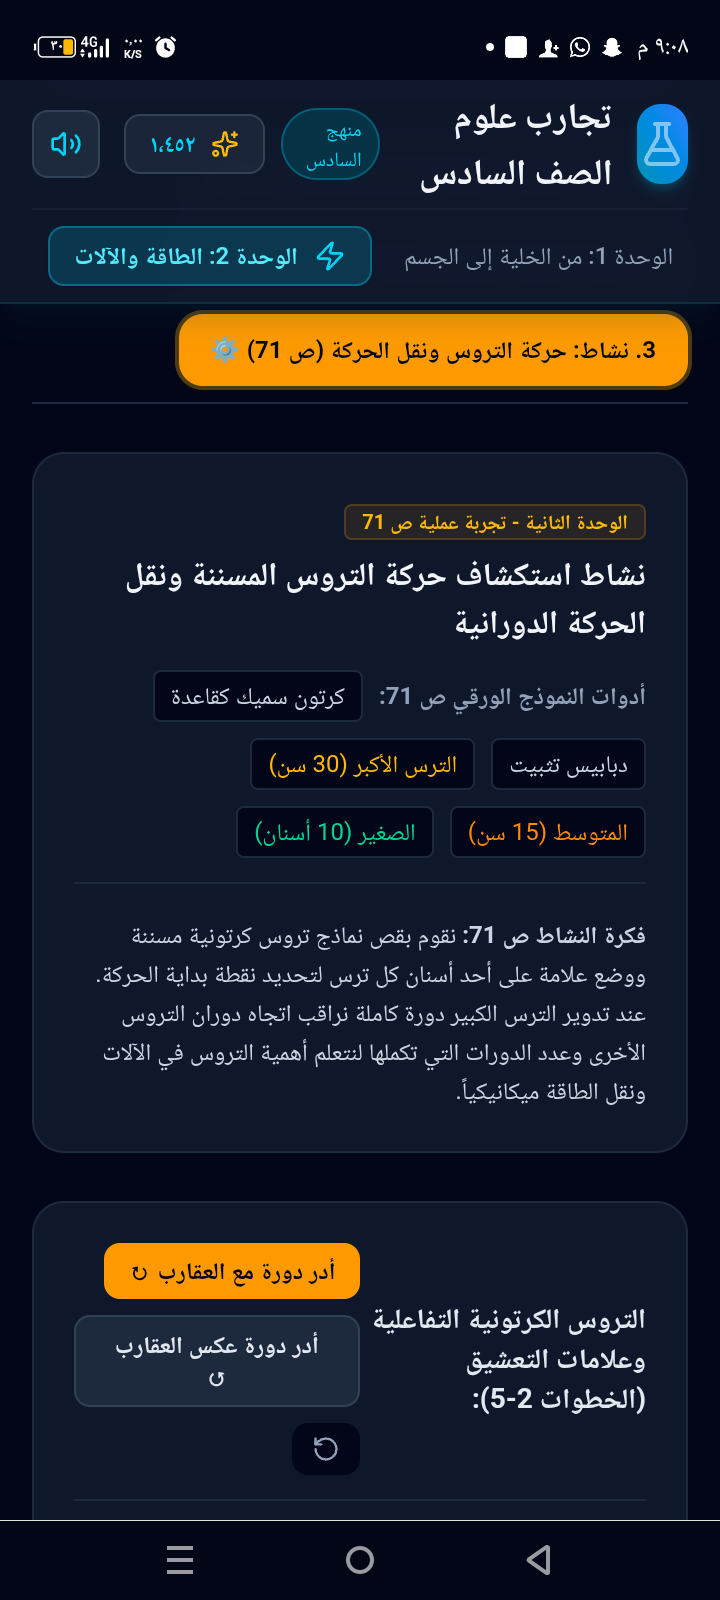 ٩:٠٨ م
4G
٣٠
٠,٠٠
K/S
تجارب علوم
الصف السادس
منهج
السادس
١،٤٥٢
الوحدة 1: من الخلية إلى الجسم
الوحدة 2: الطاقة والآلات
3. نشاط: حركة التروس ونقل الحركة (ص 71) ⚙️
الوحدة الثانية - تجربة عملية ص 71
نشاط استكشاف حركة التروس المسننة ونقل
الحركة الدورانية
أدوات النموذج الورقي ص 71: كرتون سميك كقاعدة
دبابيس تثبيت الترس الأكبر (30 سن)
المتوسط (15 سن) الصغير (10 أسنان)
فكرة النشاط ص 71: نقوم بقص نماذج تروس كرتونية مسننة
ووضع علامة على أحد أسنان كل ترس لتحديد نقطة بداية الحركة.
عند تدوير الترس الكبير دورة كاملة نراقب اتجاه دوران التروس
الأخرى وعدد الدورات التي تكملها لنتعلم أهمية التروس في الآلات
ونقل الطاقة ميكانيكياً.
التروس الكرتونية التفاعلية
وعلامات التعشيق
(الخطوات 2-5):
أدر دورة مع العقارب ↻
أدر دورة عكس العقارب
↺